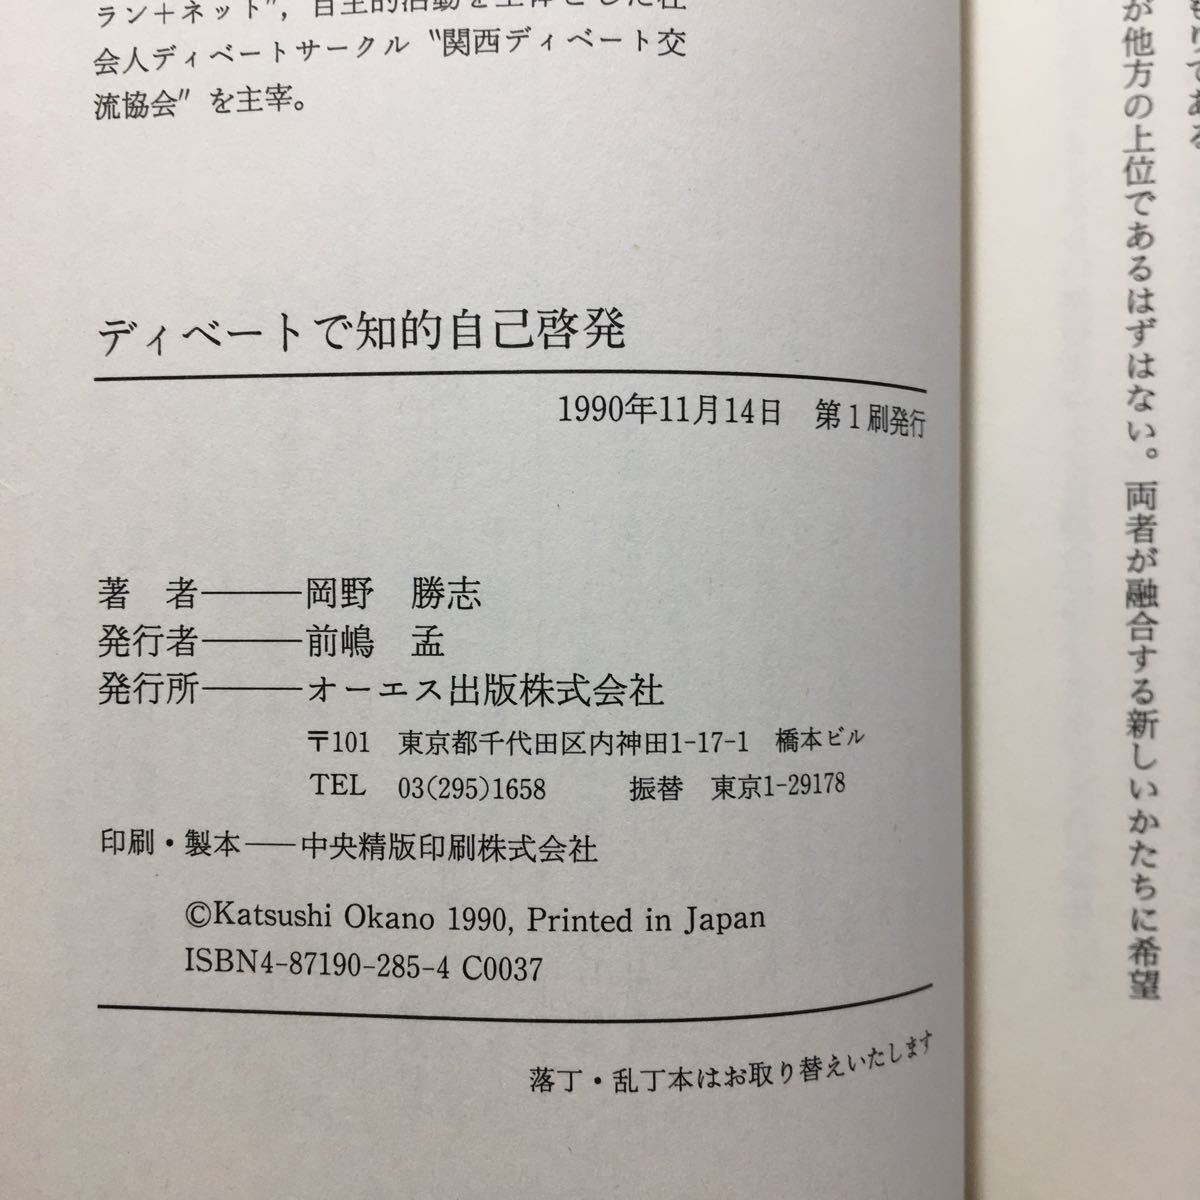 ラン＋ネット”，自主的活動を主体とした社
会人ディベートサークル“関西ディベート交
流協会”を主宰。
ディベートで知的自己啓発
1990年11月14日　第1刷発行
著　者――岡野　勝志
発行者――前嶋　孟
発行所――オーエス出版株式会社
〒101　東京都千代田区内神田1-17-1　橋本ビル
TEL　03(295)1658　　振替　東京1-29178
印刷・製本――中央精版印刷株式会社
©Katsushi Okano 1990, Printed in Japan
ISBN4-87190-285-4 C0037
落丁・乱丁本はお取り替えいたします
りである
が他方の上位であるはずはない。両者が融合する新しいかたちに希望